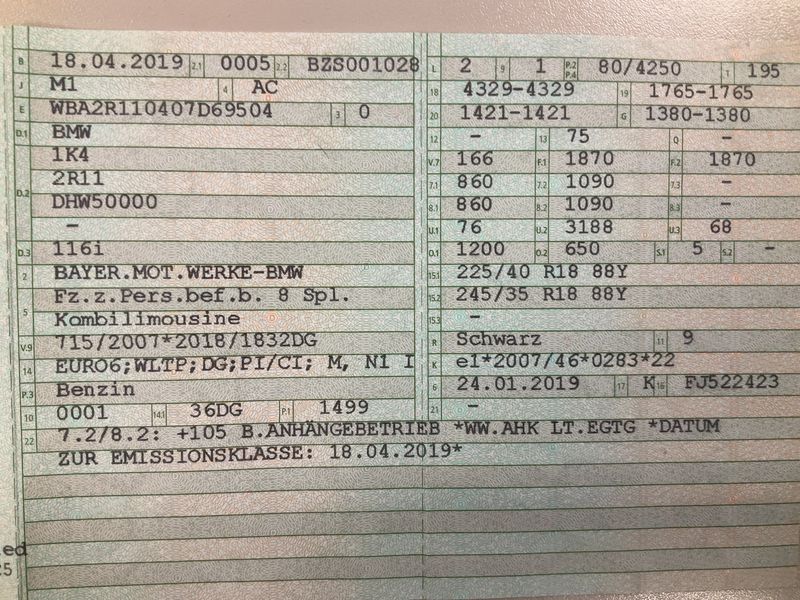 B 18.04.2019 2.1 0005 2.2 BZS001028 L 2 9 1 P.2 P.4 80/4250 T 195
J M1 4 AC 18 4329-4329 19 1765-1765
E WBA2R110407D69504 3 0 20 1421-1421 G 1380-1380
D.1 BMW 12 - 13 75 Q -
1K4 V.7 166 F.1 1870 F.2 1870
D.2 2R11 7.1 860 7.2 1090 7.3 -
DHW50000 8.1 860 8.2 1090 8.3 -
- U.1 76 U.2 3188 U.3 68
D.3 116i O.1 1200 O.2 650 S.1 5 S.2 -
2 BAYER.MOT.WERKE-BMW 15.1 225/40 R18 88Y
5 Fz.z.Pers.bef.b. 8 Spl. 15.2 245/35 R18 88Y
Kombilimousine 15.3 -
V.9 715/2007*2018/1832DG R Schwarz 11 9
14 EURO6;WLTP;DG;PI/CI; M, N1 I K e1*2007/46*0283*22
P.3 Benzin 6 24.01.2019 17 K 16 FJ522423
10 0001 14.1 36DG P.1 1499 21 -
22 7.2/8.2: +105 B.ANHÄNGEBETRIEB *WW.AHK LT.EGTG *DATUM
ZUR EMISSIONSKLASSE: 18.04.2019*